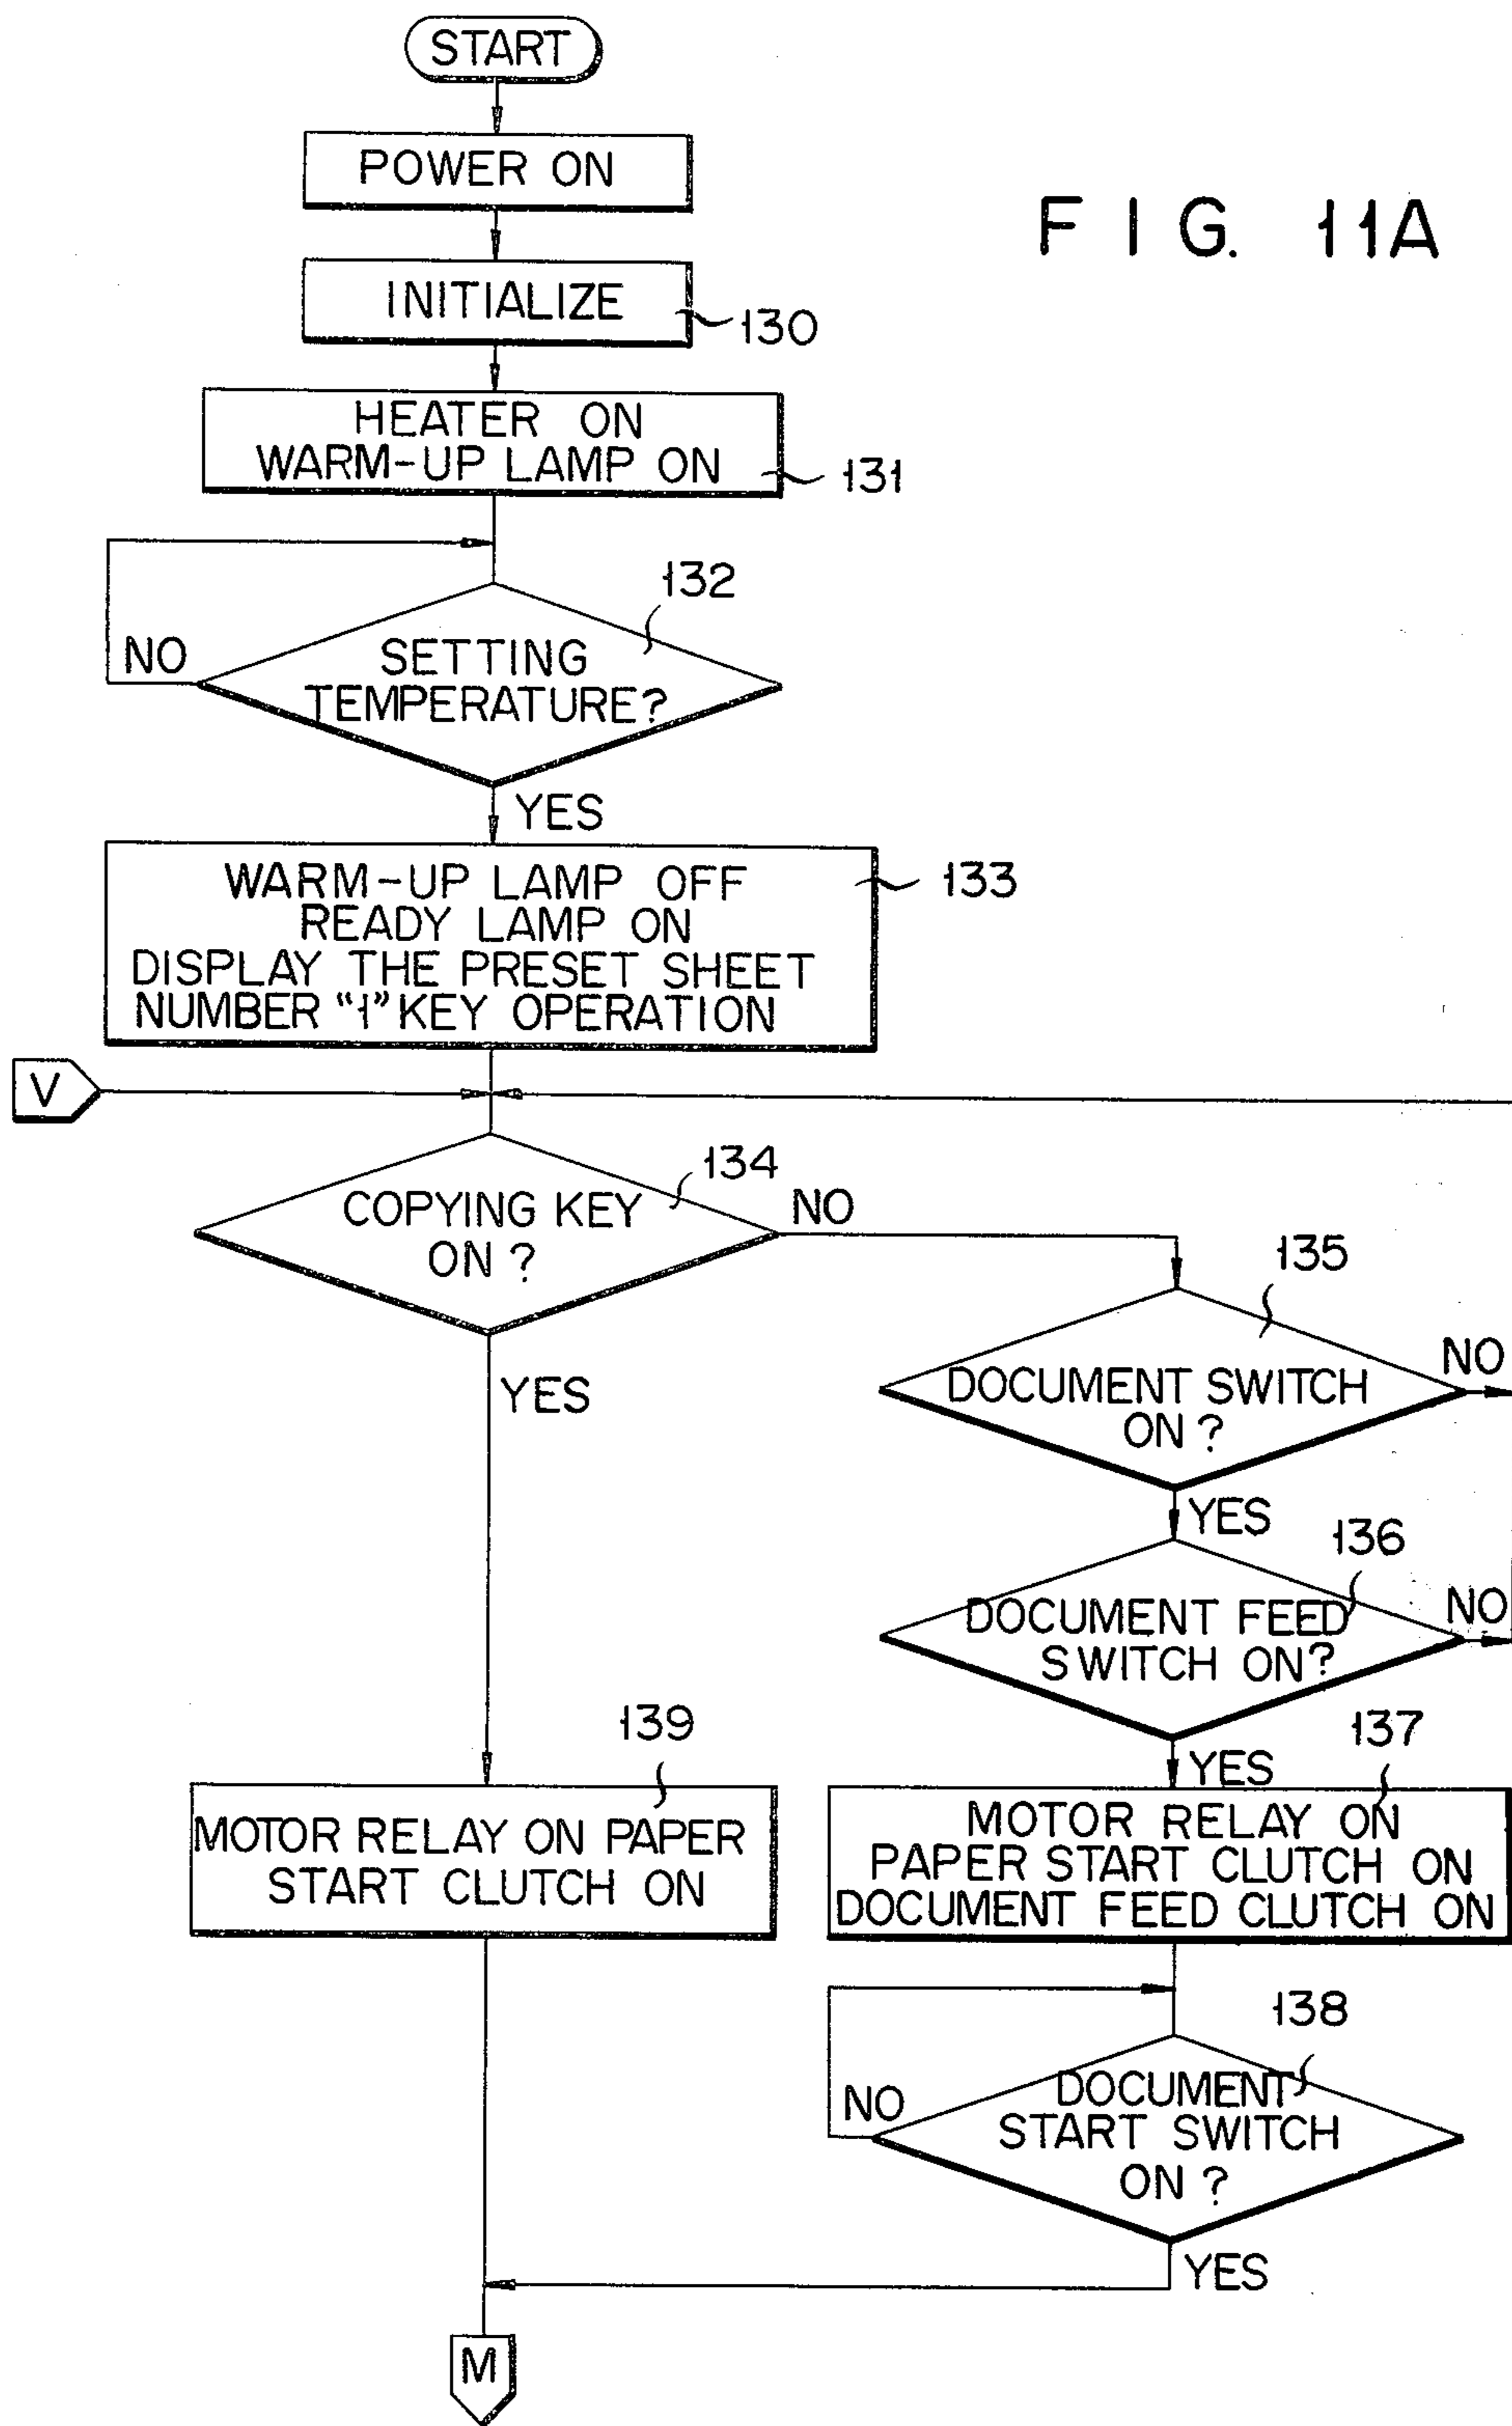 START
POWER ON
F I G. 11A
INITIALIZE
130
HEATER ON
WARM-UP LAMP ON
131
132
NO
SETTING
TEMPERATURE?
YES
WARM-UP LAMP OFF
133
READY LAMP ON
DISPLAY THE PRESET SHEET
NUMBER "1" KEY OPERATION
V
134
COPYING KEY
ON ?
NO
135
YES
DOCUMENT SWITCH
ON ?
NO
YES
136
DOCUMENT FEED
SWITCH ON?
NO
139
YES
137
MOTOR RELAY ON PAPER
START CLUTCH ON
MOTOR RELAY ON
PAPER START CLUTCH ON
DOCUMENT FEED CLUTCH ON
138
NO
DOCUMENT
START SWITCH
ON ?
YES
M